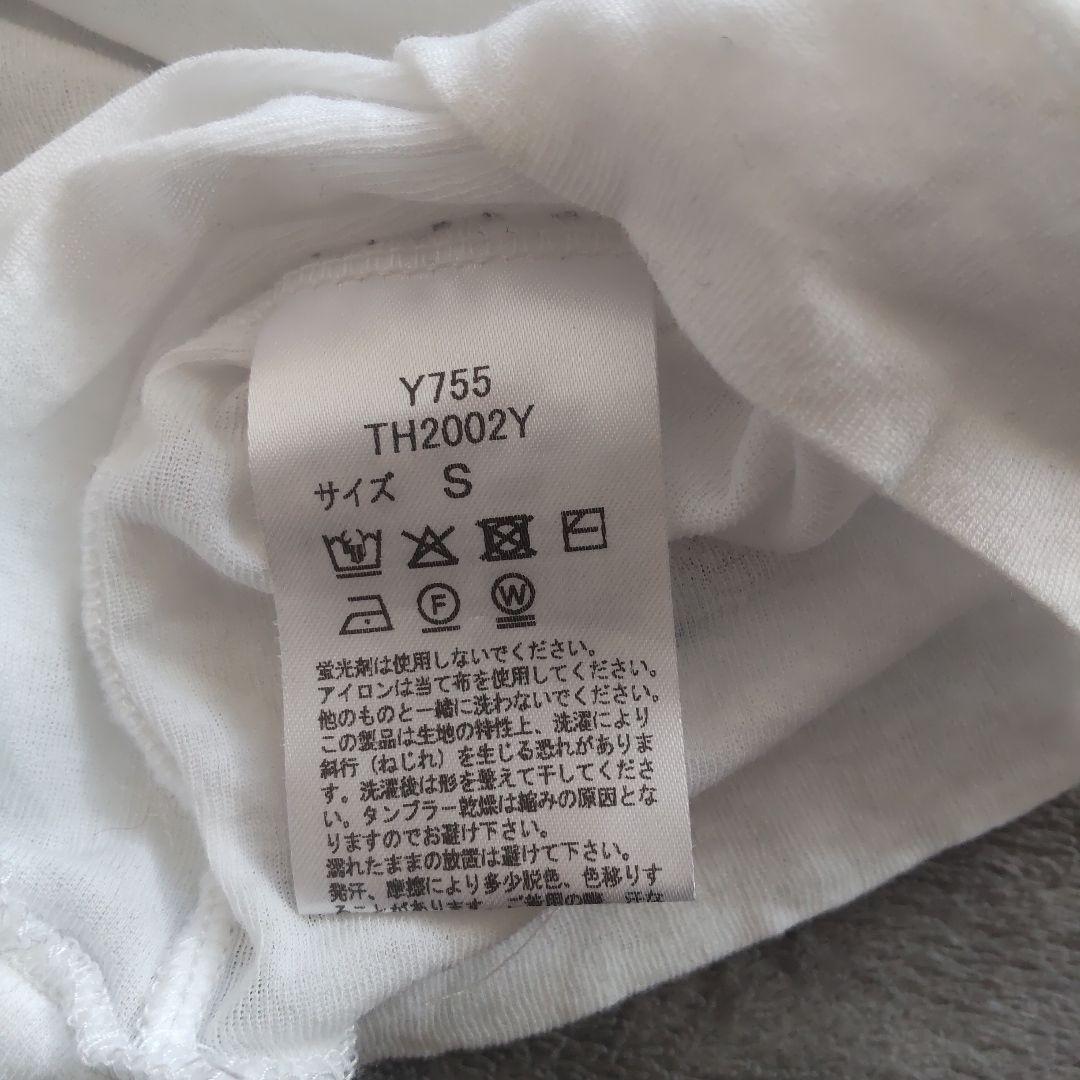 Y755
TH2002Y
サイズ S
F W
蛍光剤は使用しないでください。
アイロンは当て布を使用してください。
他のものと一緒に洗わないでください。
この製品は生地の特性上、洗濯により
斜行（ねじれ）を生じる恐れがありま
す。洗濯後は形を整えて干してくださ
い。タンブラー乾燥は縮みの原因とな
りますのでお避け下さい。
濡れたままの放置は避けて下さい。
発汗、摩擦により多少脱色、色移りす
ることがあります。